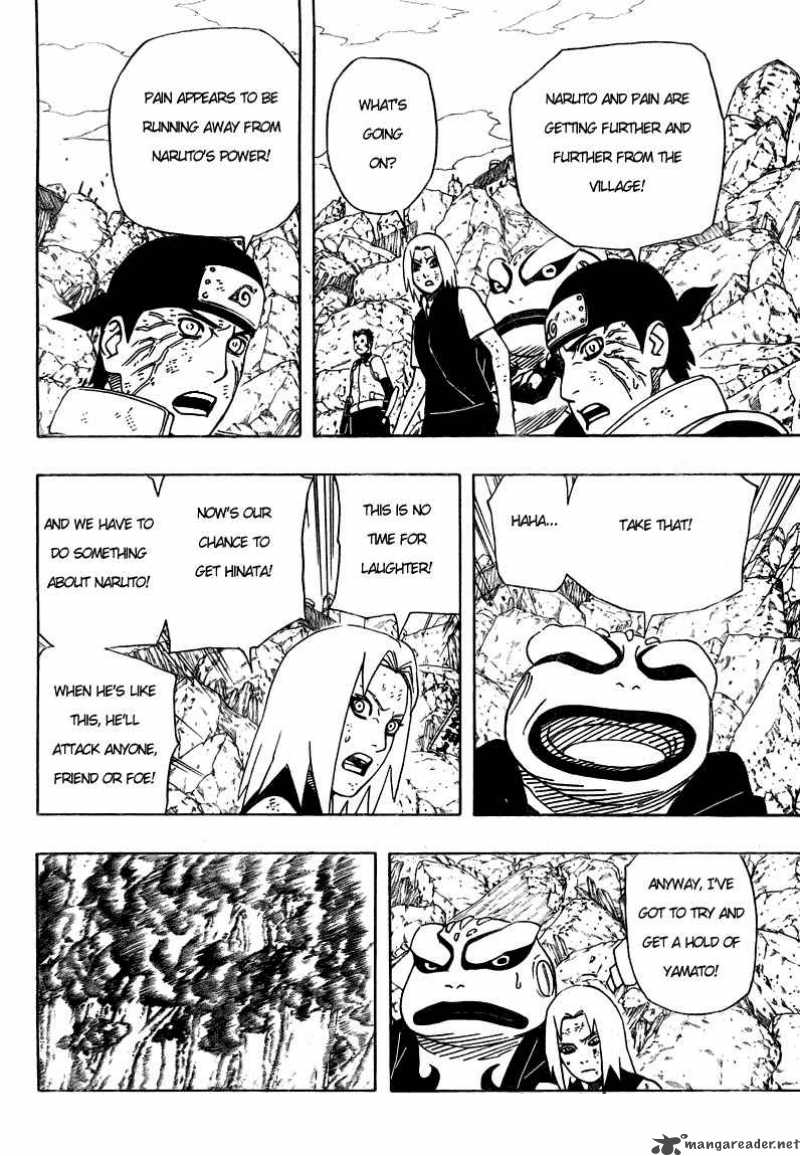 NARUTO AND PAIN ARE
GETTING FURTHER AND
FURTHER FROM THE
VILLAGE!
WHAT'S
GOING
ON?
PAIN APPEARS TO BE
RUNNING AWAY FROM
NARUTO'S POWER!
TAKE THAT!
HAHA...
THIS IS NO
TIME FOR
LAUGHTER!
NOW'S OUR
CHANCE TO
GET HINATA!
AND WE HAVE TO
DO SOMETHING
ABOUT NARUTO!
WHEN HE'S LIKE
THIS, HE'LL
ATTACK ANYONE,
FRIEND OR FOE!
ANYWAY, I'VE
GOT TO TRY AND
GET A HOLD OF
YAMATO!
mangareader.net